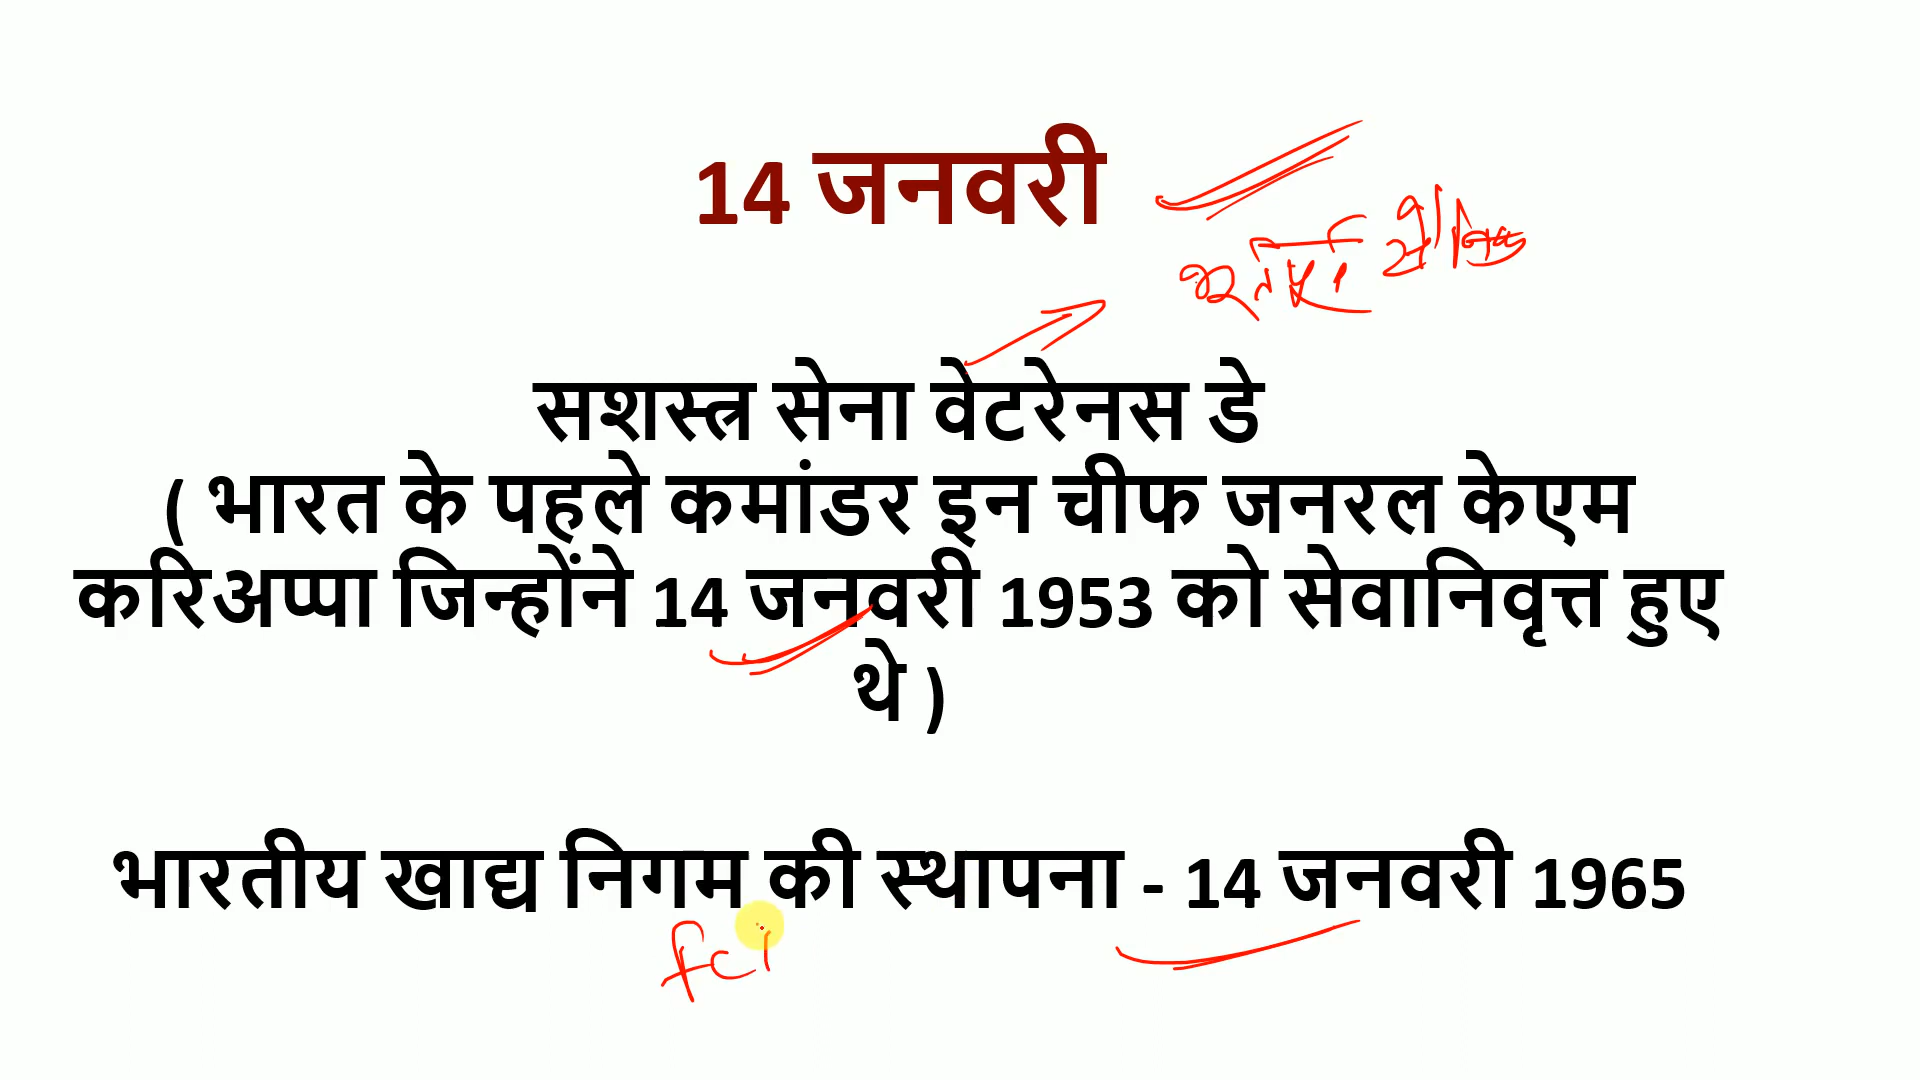 14 जनवरी
भूतपूर्व सैनिक
सशस्त्र सेना वेटरेनस डे
( भारत के पहले कमांडर इन चीफ जनरल केएम
करिअप्पा जिन्होंने 14 जनवरी 1953 को सेवानिवृत्त हुए
थे )
भारतीय खाद्य निगम की स्थापना - 14 जनवरी 1965
fci